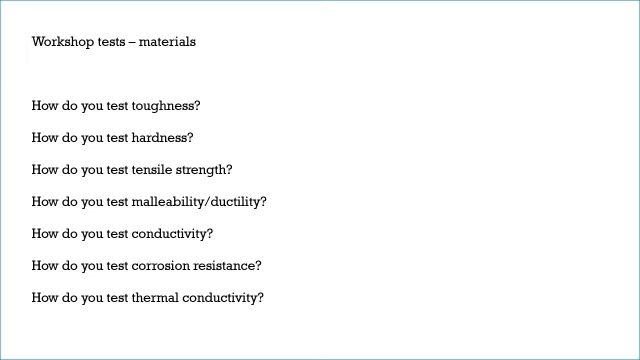 Workshop tests – materials
How do you test toughness?
How do you test hardness?
How do you test tensile strength?
How do you test malleability/ductility?
How do you test conductivity?
How do you test corrosion resistance?
How do you test thermal conductivity?